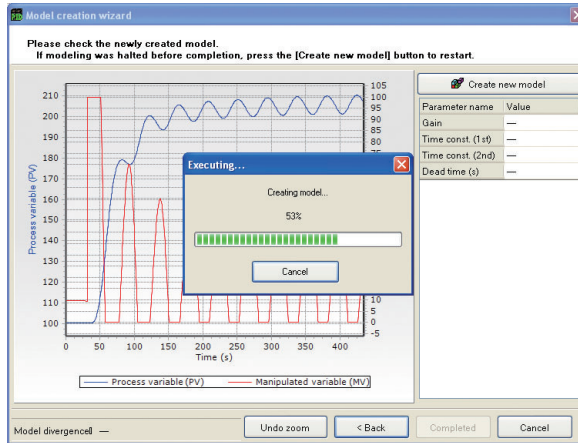 Model creation wizard
Please check the newly created model.
If modeling was halted before completion, press the [Create new model] button to restart.
Create new model
Parameter name Value
Gain —
Time const. (1st) —
Time const. (2nd) —
Dead time (s) —
Process variable (PV)
210
200
190
180
170
160
150
140
130
120
110
100
105
100
95
90
85
80
10
5
0
-5
0 50 100 150 200 250 300 350 400
Time (s)
Process variable (PV) Manipulated variable (MV)
Executing...
Creating model...
53%
Cancel
Model divergence —
Undo zoom
< Back
Completed
Cancel